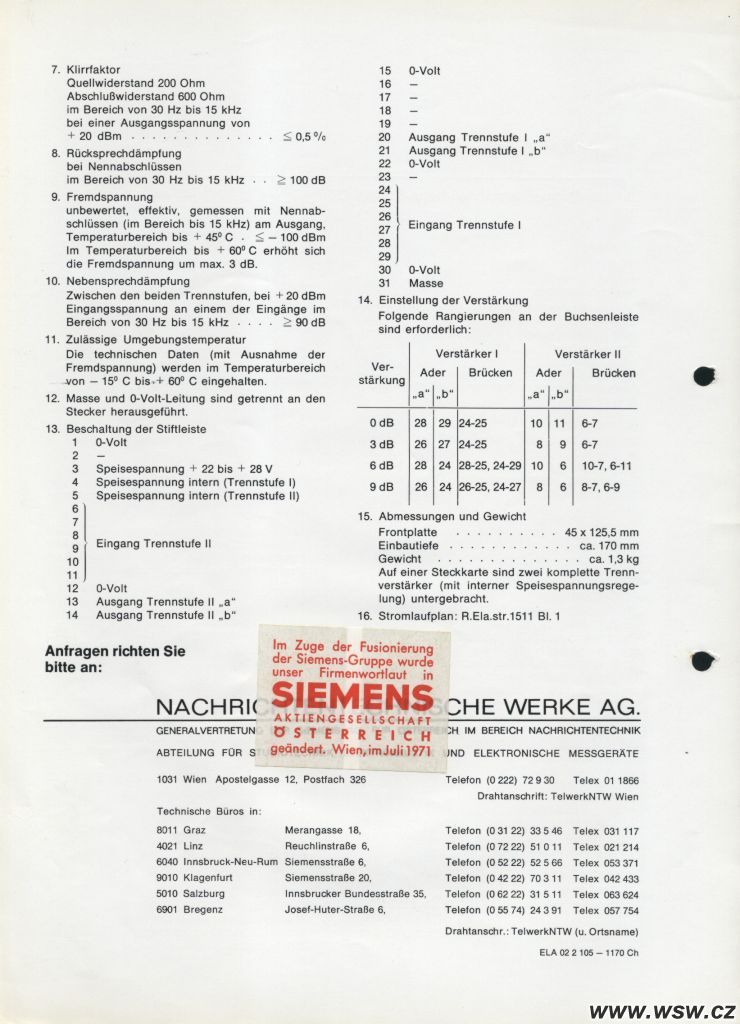 7. Klirrfaktor
Quellwiderstand 200 Ohm
Abschlußwiderstand 600 Ohm
im Bereich von 30 Hz bis 15 kHz
bei einer Ausgangsspannung von
+ 20 dBm . . . . . . . . . . . . . . ≦ 0,5 %
8. Rücksprechdämpfung
bei Nennabschlüssen
im Bereich von 30 Hz bis 15 kHz . . ≧ 100 dB
9. Fremdspannung
unbewertet, effektiv, gemessen mit Nennab-
schlüssen (im Bereich bis 15 kHz) am Ausgang,
Temperaturbereich bis + 45⁰ C . ≦ – 100 dBm
Im Temperaturbereich bis + 60⁰ C erhöht sich
die Fremdspannung um max. 3 dB.
10. Nebensprechdämpfung
Zwischen den beiden Trennstufen, bei + 20 dBm
Eingangsspannung an einem der Eingänge im
Bereich von 30 Hz bis 15 kHz . . . . ≧ 90 dB
11. Zulässige Umgebungstemperatur
Die technischen Daten (mit Ausnahme der
Fremdspannung) werden im Temperaturbereich
von – 15⁰ C bis + 60⁰ C eingehalten.
12. Masse und 0-Volt-Leitung sind getrennt an den
Stecker herausgeführt.
13. Beschaltung der Stiftleiste
1 0-Volt
2 –
3 Speisespannung + 22 bis + 28 V
4 Speisespannung intern (Trennstufe I)
5 Speisespannung intern (Trennstufe II)
6
7
8
9 Eingang Trennstufe II
10
11
12 0-Volt
13 Ausgang Trennstufe II „a"
14 Ausgang Trennstufe II „b"
15 0-Volt
16 –
17 –
18 –
19 –
20 Ausgang Trennstufe I „a"
21 Ausgang Trennstufe I „b"
22 0-Volt
23 –
24
25
26
27 Eingang Trennstufe I
28
29
30 0-Volt
31 Masse
14. Einstellung der Verstärkung
Folgende Rangierungen an der Buchsenleiste
sind erforderlich:
Ver-stärkung Verstärker I Verstärker II
Ader Brücken Ader Brücken
„a" „b" „a" „b"
0 dB 28 29 24-25 10 11 6-7
3 dB 26 27 24-25 8 9 6-7
6 dB 28 24 28-25, 24-29 10 6 10-7, 6-11
9 dB 26 24 26-25, 24-27 8 6 8-7, 6-9
15. Abmessungen und Gewicht
Frontplatte . . . . . . . . . . 45 x 125,5 mm
Einbautiefe . . . . . . . . . . . . ca. 170 mm
Gewicht . . . . . . . . . . . . . . ca. 1,3 kg
Auf einer Steckkarte sind zwei komplette Trenn-
verstärker (mit interner Speisespannungsrege-
lung) untergebracht.
16. Stromlaufplan: R.Ela.str.1511 Bl. 1
Anfragen richten Sie
bitte an:
Im Zuge der Fusionierung
der Siemens-Gruppe wurde
unser Firmenwortlaut in
SIEMENS
AKTIENGESELLSCHAFT
ÖSTERREICH
geändert. Wien, im Juli 1971
NACHRIC CHE WERKE AG.
GENERALVERTRETUNG CH IM BEREICH NACHRICHTENTECHNIK
ABTEILUNG FÜR ST UND ELEKTRONISCHE MESSGERÄTE
1031 Wien Apostelgasse 12, Postfach 326 Telefon (0 222) 72 9 30 Telex 01 1866
Drahtanschrift: TelwerkNTW Wien
Technische Büros in:
8011 Graz Merangasse 18, Telefon (0 31 22) 33 5 46 Telex 031 117
4021 Linz Reuchlinstraße 6, Telefon (0 72 22) 51 0 11 Telex 021 214
6040 Innsbruck-Neu-Rum Siemensstraße 6, Telefon (0 52 22) 52 5 66 Telex 053 371
9010 Klagenfurt Siemensstraße 20, Telefon (0 42 22) 70 3 11 Telex 042 433
5010 Salzburg Innsbrucker Bundesstraße 35, Telefon (0 62 22) 31 5 11 Telex 063 624
6901 Bregenz Josef-Huter-Straße 6, Telefon (0 55 74) 24 3 91 Telex 057 754
Drahtanschr.: TelwerkNTW (u. Ortsname)
ELA 02 2 105 – 1170 Ch
www.wsw.cz